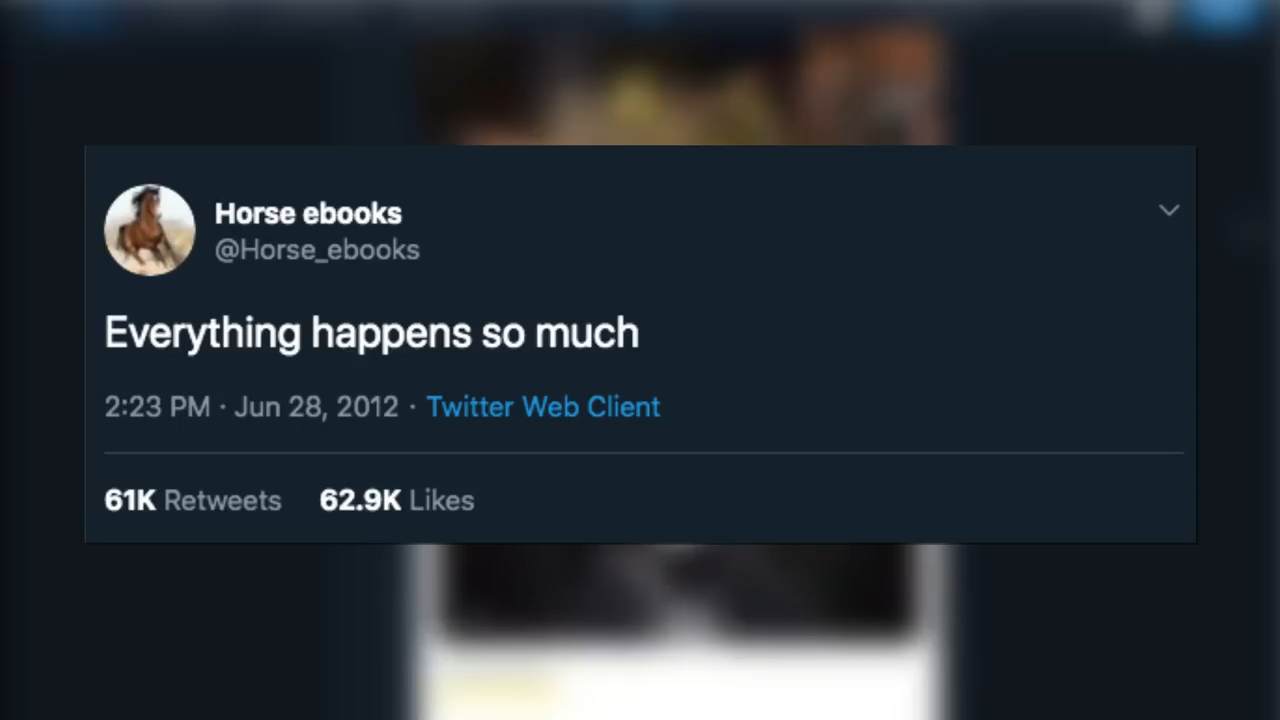 Horse ebooks
@Horse_ebooks
Everything happens so much
2:23 PM · Jun 28, 2012 · Twitter Web Client
61K Retweets 62.9K Likes